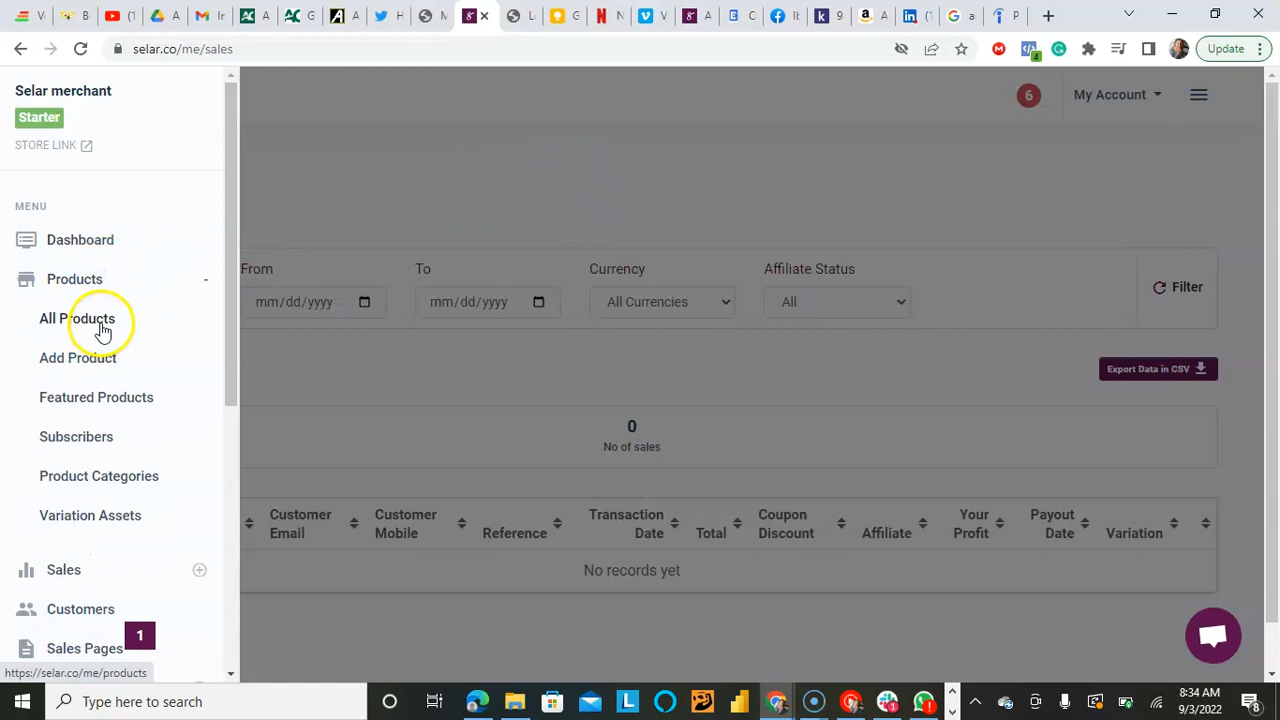 selar.co/me/sales
Update
4
Selar merchant
Starter
STORE LINK
6
My Account
MENU
Dashboard
Products
-
All Products
Add Product
Featured Products
Subscribers
Product Categories
Variation Assets
Sales
Customers
1
Sales Pages
https://selar.co/me/products
From
To
Currency
Affiliate Status
mm/dd/yyyy
mm/dd/yyyy
All Currencies
All
Filter
Export Data in CSV
0
No of sales
Customer Email
Customer Mobile
Reference
Transaction Date
Total
Coupon Discount
Affiliate
Your Profit
Payout Date
Variation
No records yet
Type here to search
8:34 AM
9/3/2022
8